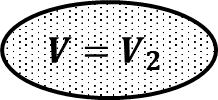 V = V₂